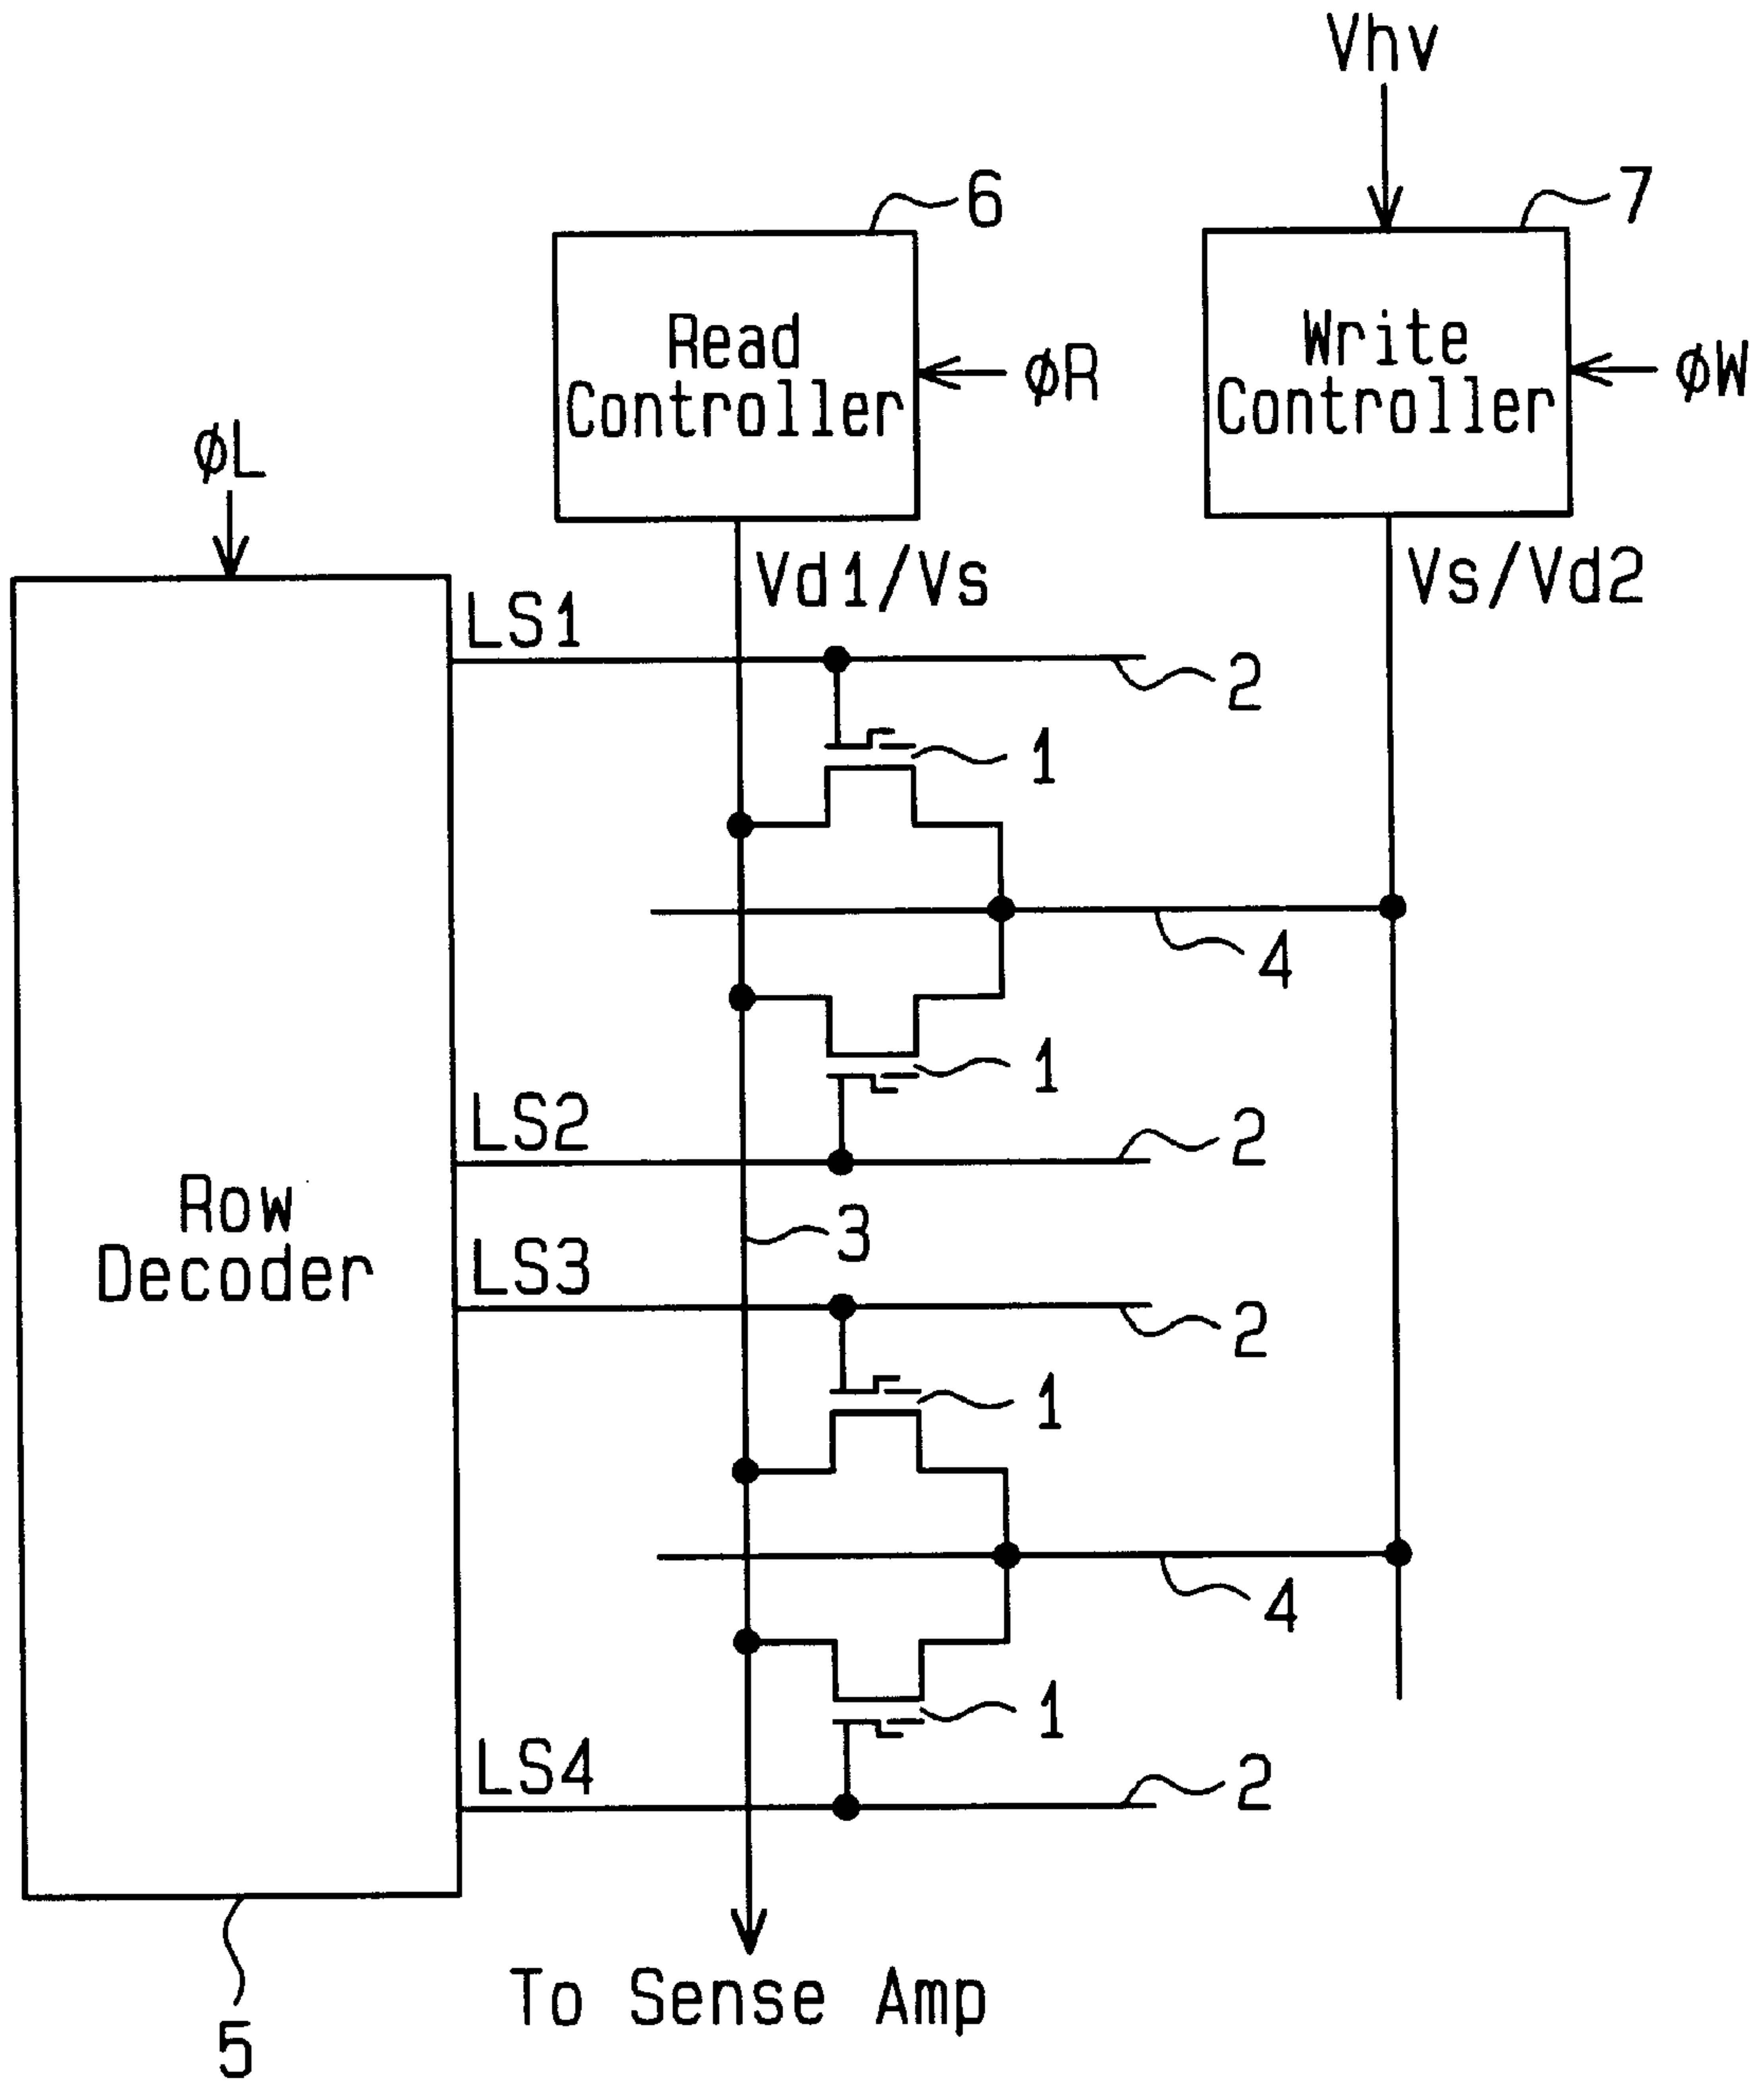 Vhv
6
7
Read
Controller
φR
Write
Controller
φW
φL
Vd1/Vs
Vs/Vd2
LS1
2
1
4
1
LS2
2
Row
Decoder
3
LS3
2
1
4
1
LS4
2
To Sense Amp
5